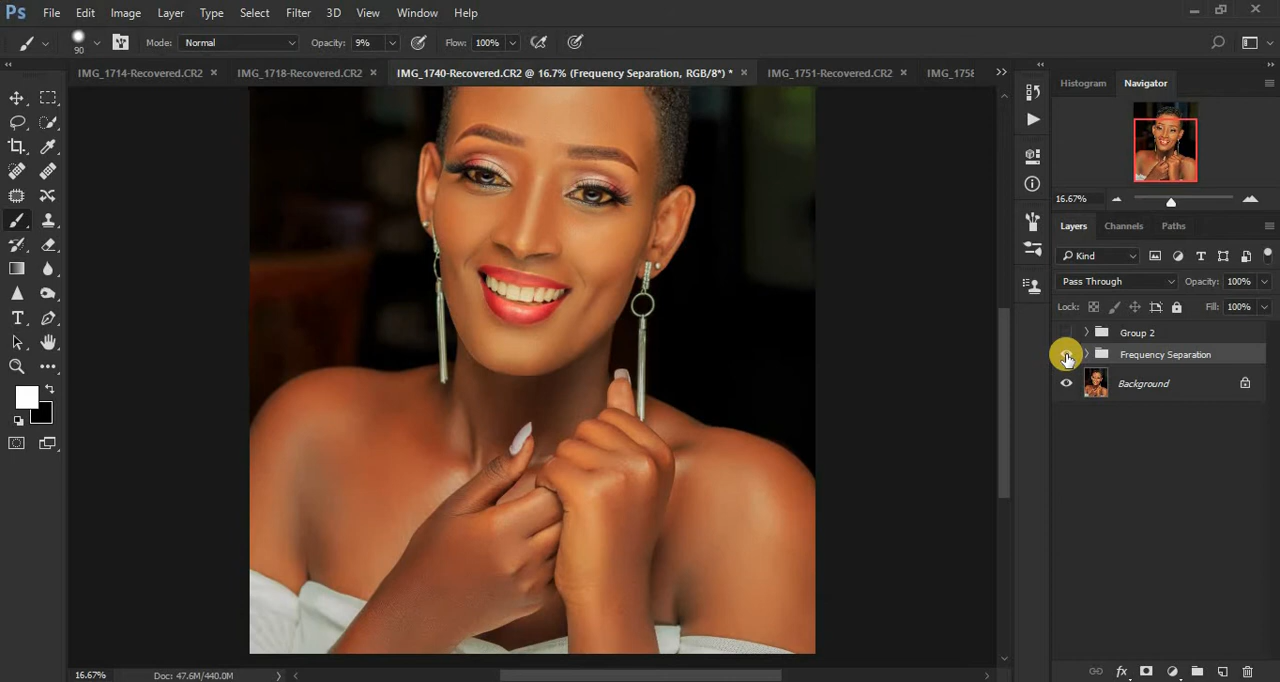 Ps File Edit Image Layer Type Select Filter 3D View Window Help
90 Mode: Normal Opacity: 9% Flow: 100%
IMG_1714-Recovered.CR2 × IMG_1718-Recovered.CR2 × IMG_1740-Recovered.CR2 @ 16.7% (Frequency Separation, RGB/8*) * × IMG_1751-Recovered.CR2 × IMG_1758
Histogram Navigator
16.67%
Layers Channels Paths
Kind
Pass Through Opacity: 100%
Lock: Fill: 100%
Group 2
Frequency Separation
Background
16.67% Doc: 47.6M/440.0M